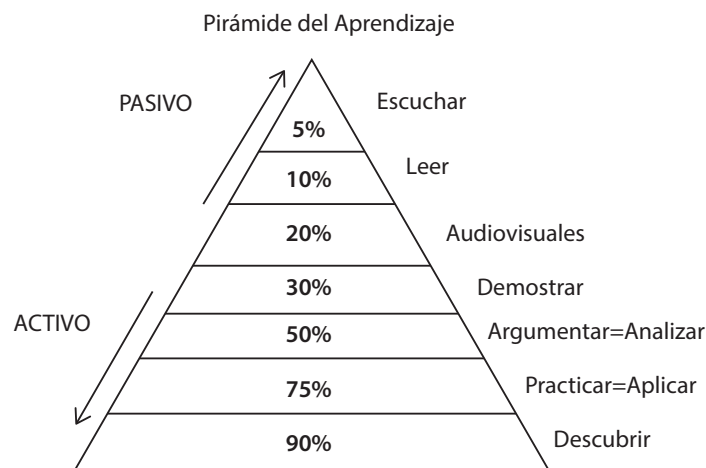 Pirámide del Aprendizaje
PASIVO
Escuchar
5%
Leer
10%
Audiovisuales
20%
Demostrar
30%
ACTIVO
Argumentar=Analizar
50%
Practicar=Aplicar
75%
Descubrir
90%